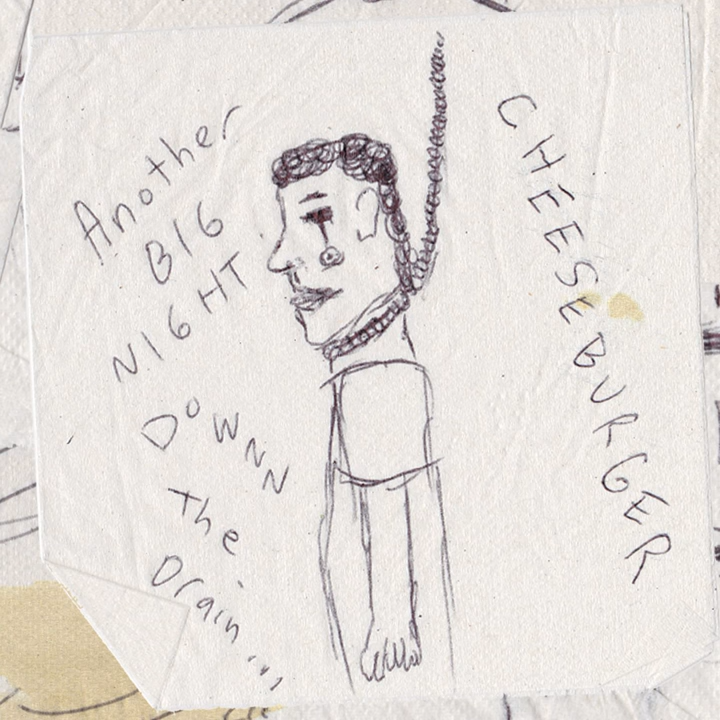 Another
BIG
NIGHT
DOWNN
The
Drain...
CHEESEBURGER